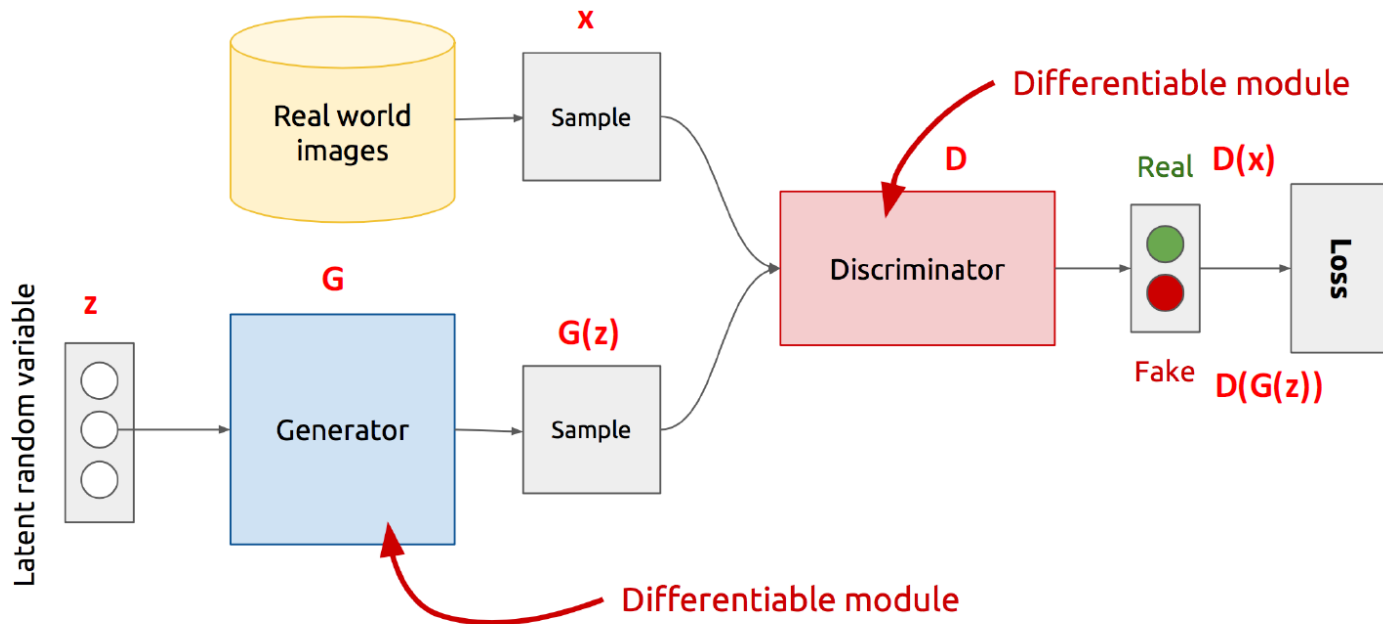 x
Differentiable module
Real world
images
Sample
D
Real
D(x)
Discriminator
Loss
G
z
G(z)
Fake
D(G(z))
Latent random variable
Generator
Sample
Differentiable module